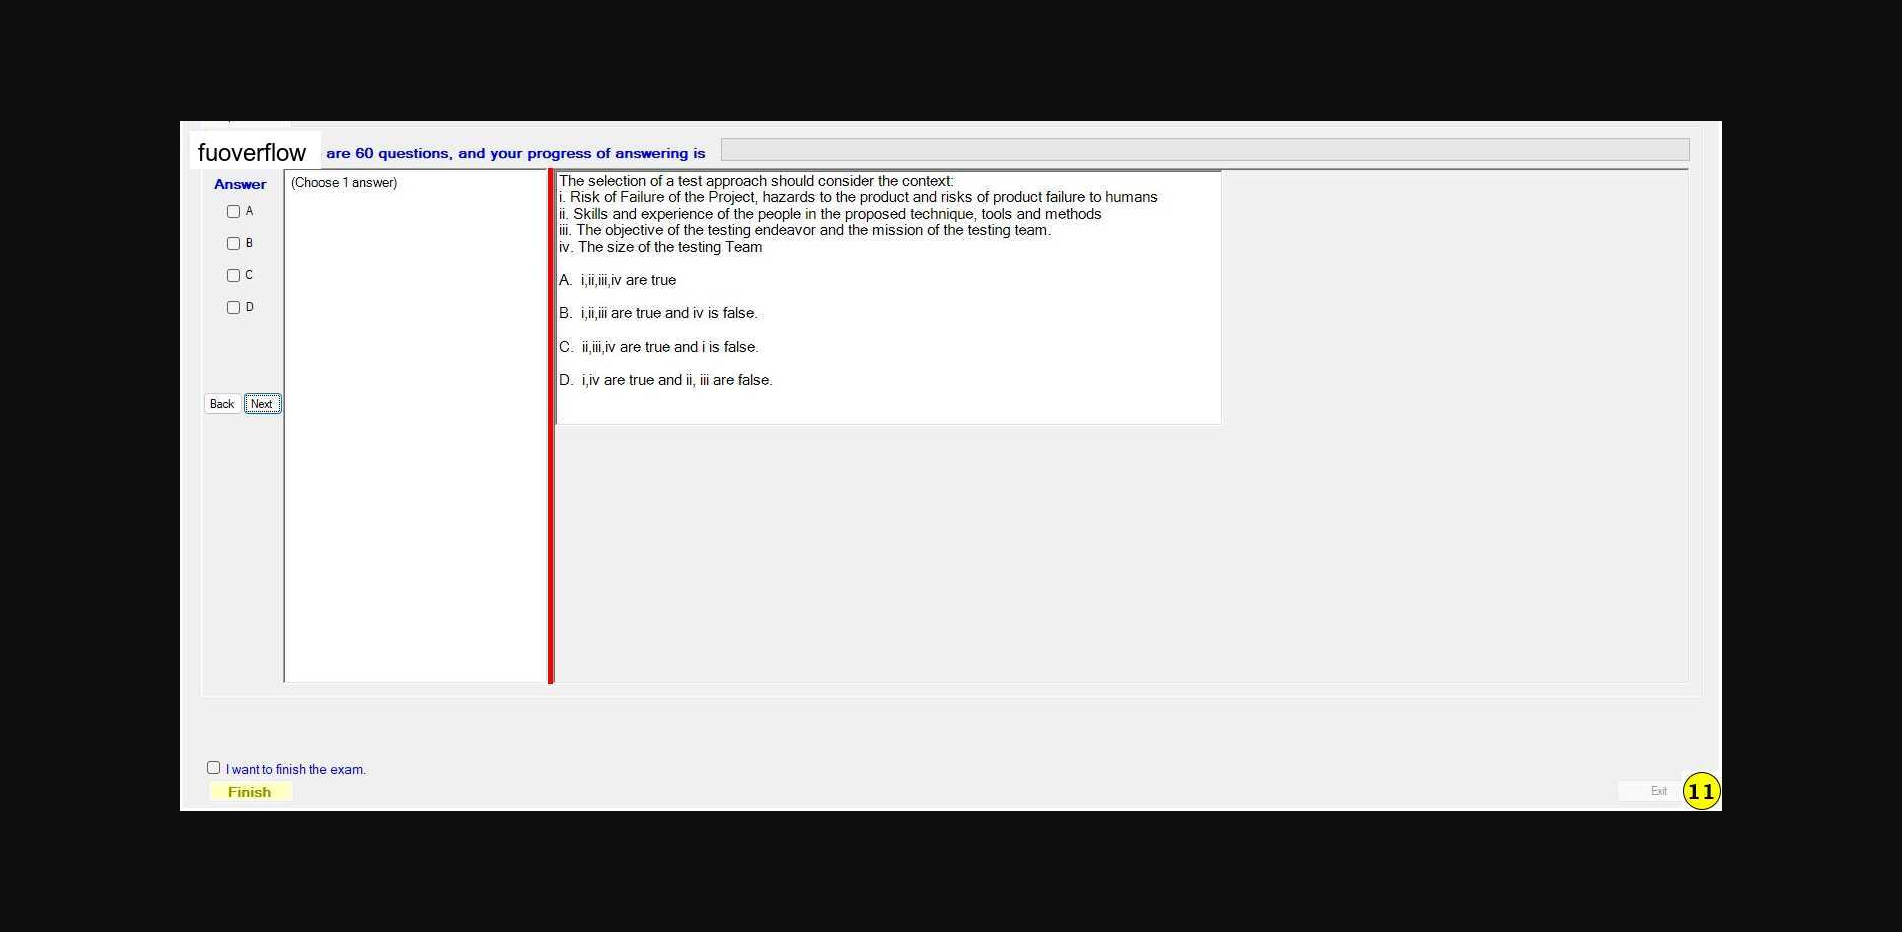 fuoverflow are 60 questions, and your progress of answering is
Answer
A
B
C
D
Back Next
(Choose 1 answer)
The selection of a test approach should consider the context:
i. Risk of Failure of the Project, hazards to the product and risks of product failure to humans
ii. Skills and experience of the people in the proposed technique, tools and methods
iii. The objective of the testing endeavor and the mission of the testing team.
iv. The size of the testing Team
A. i,ii,iii,iv are true
B. i,ii,iii are true and iv is false.
C. ii,iii,iv are true and i is false.
D. i,iv are true and ii, iii are false.
I want to finish the exam.
Finish
Exit
11